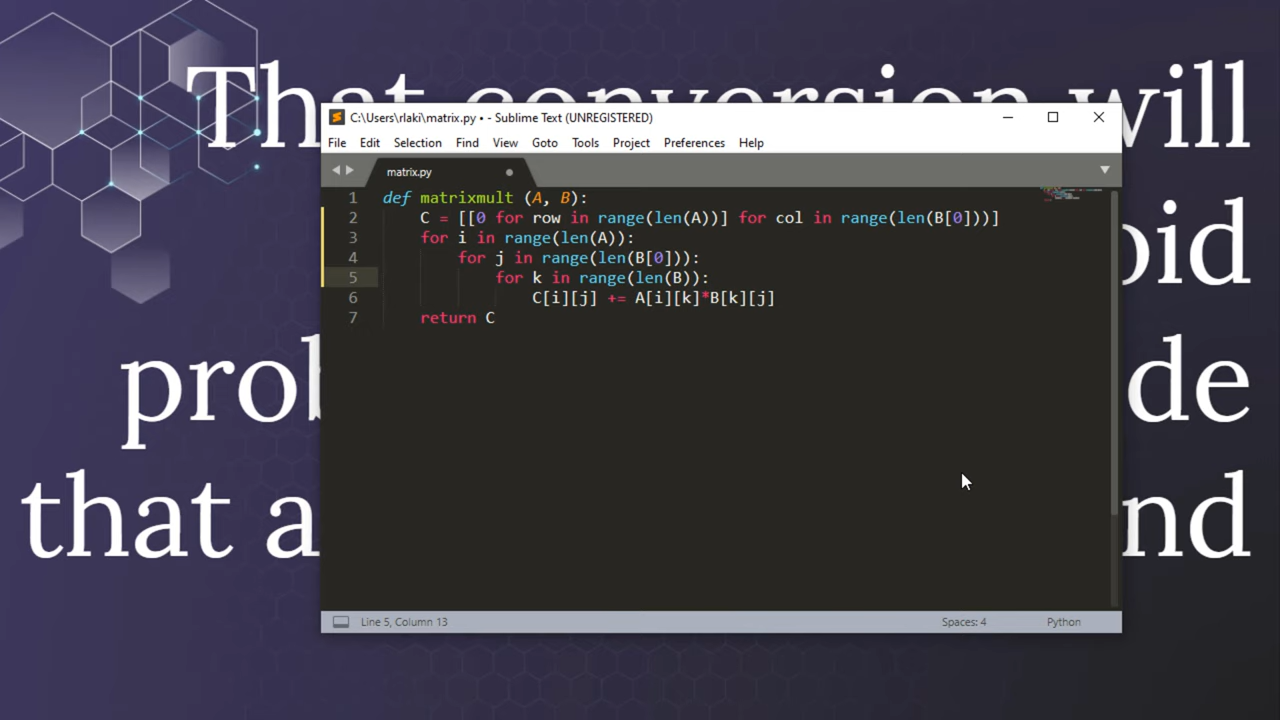 That conversion will
oid
prob de
that a nd
C:\Users\rlaki\matrix.py • - Sublime Text (UNREGISTERED)
File Edit Selection Find View Goto Tools Project Preferences Help
matrix.py
1 def matrixmult (A, B):
2 C = [[0 for row in range(len(A))] for col in range(len(B[0]))]
3 for i in range(len(A)):
4 for j in range(len(B[0])):
5 for k in range(len(B)):
6 C[i][j] += A[i][k]*B[k][j]
7 return C
Line 5, Column 13 Spaces: 4 Python